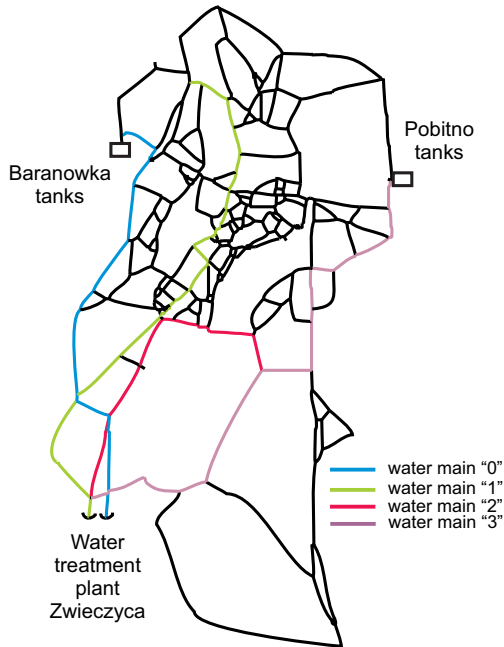 Baranowka
tanks
Pobitno
tanks
water main “0”
water main “1”
water main “2”
water main “3”
Water
treatment
plant
Zwieczyca